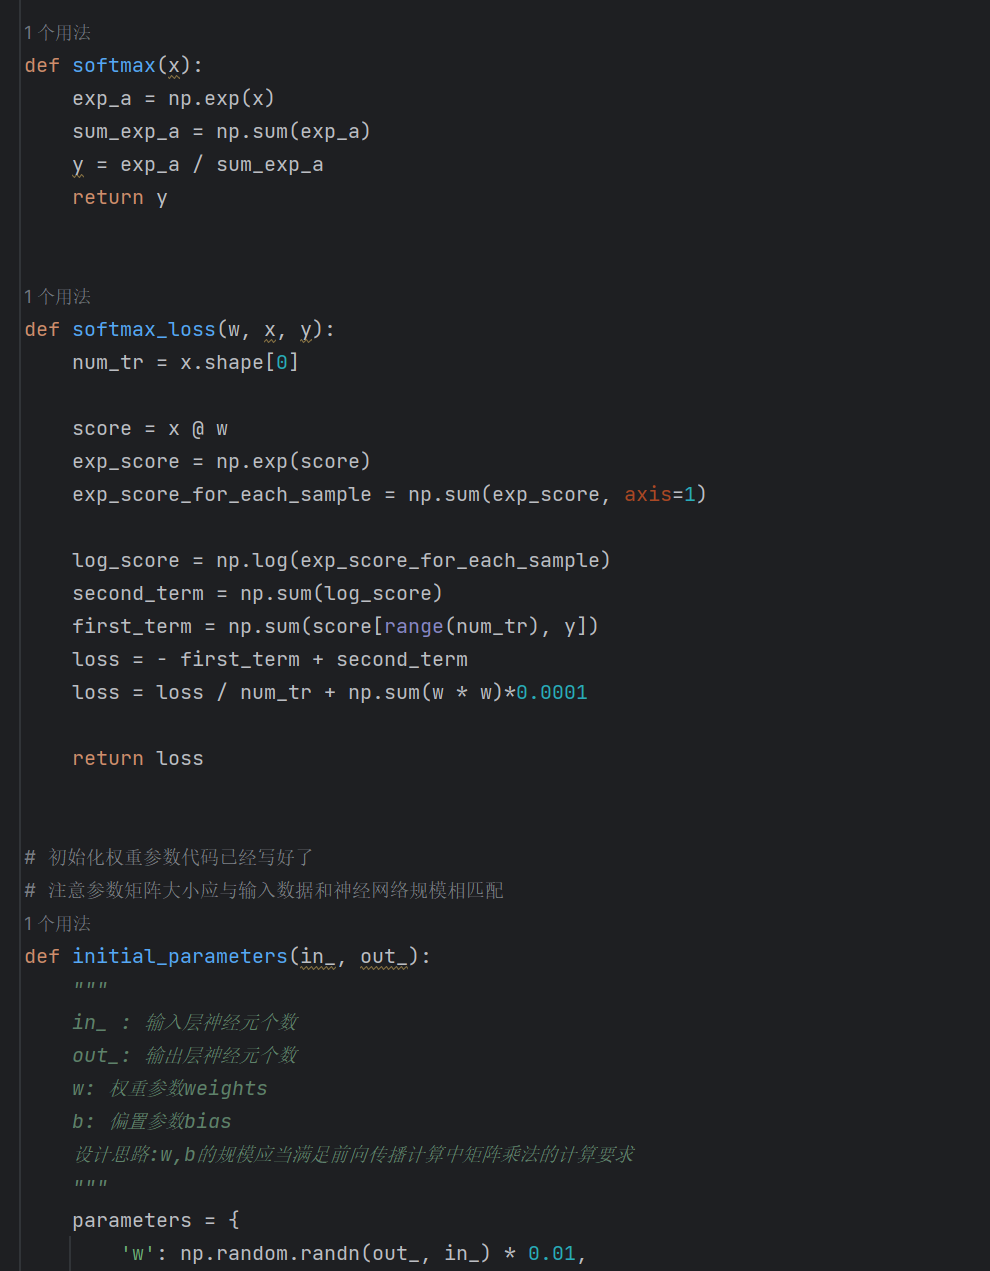 1 个用法
def softmax(x):
    exp_a = np.exp(x)
    sum_exp_a = np.sum(exp_a)
    y = exp_a / sum_exp_a
    return y
1 个用法
def softmax_loss(w, x, y):
    num_tr = x.shape[0]
    score = x @ w
    exp_score = np.exp(score)
    exp_score_for_each_sample = np.sum(exp_score, axis=1)
    log_score = np.log(exp_score_for_each_sample)
    second_term = np.sum(log_score)
    first_term = np.sum(score[range(num_tr), y])
    loss = - first_term + second_term
    loss = loss / num_tr + np.sum(w * w)*0.0001
    return loss
# 初始化权重参数代码已经写好了
# 注意参数矩阵大小应与输入数据和神经网络规模相匹配
1 个用法
def initial_parameters(in_, out_):
    """
    in_ : 输入层神经元个数
    out_: 输出层神经元个数
    w: 权重参数weights
    b: 偏置参数bias
    设计思路:w,b的规模应当满足前向传播计算中矩阵乘法的计算要求
    """
    parameters = {
        'w': np.random.randn(out_, in_) * 0.01,